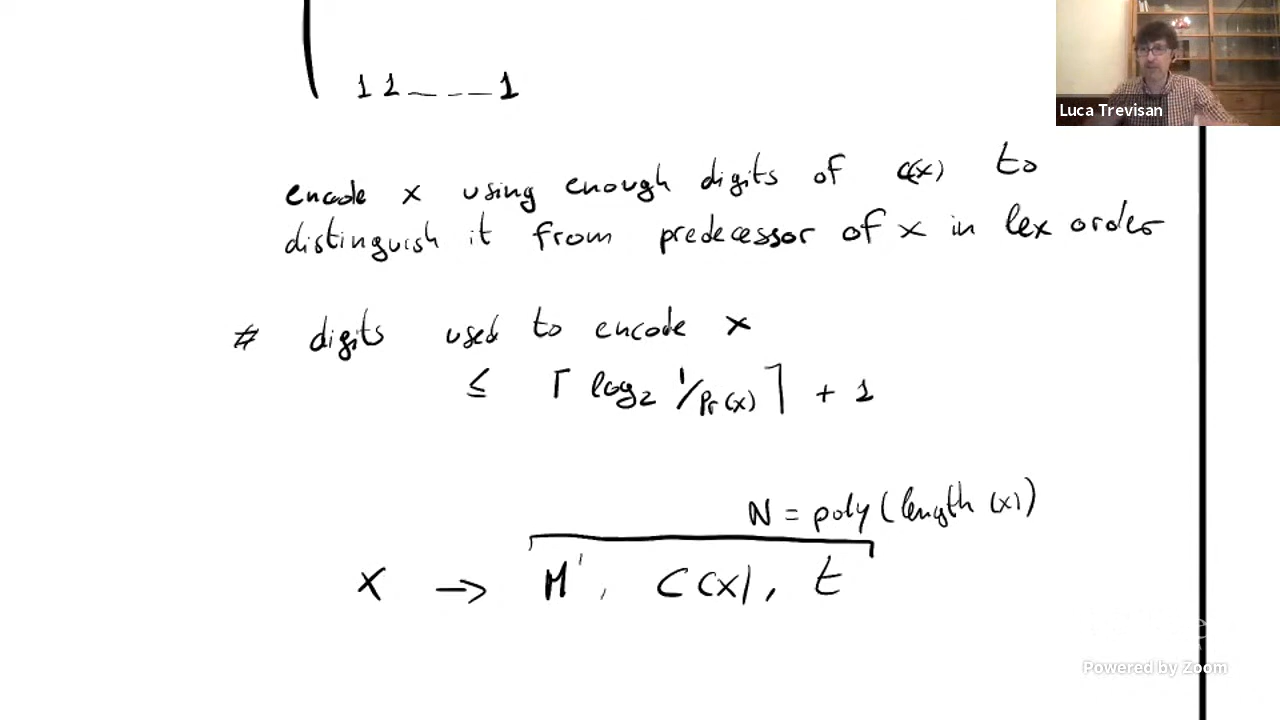 1 1 _ _ _ _ 1
Luca Trevisan
encode x using enough digits of c(x) to
distinguish it from predecessor of x in lex order
# digits used to encode x
≤ ⌈ log₂ 1/Pr(x) ⌉ + 1
N = poly(length(x))
x → M', C(x), t
Powered by Zoom